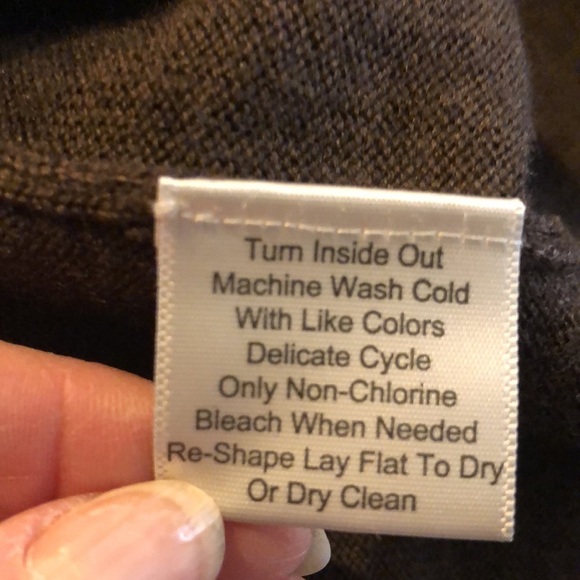 Turn Inside Out
Machine Wash Cold
With Like Colors
Delicate Cycle
Only Non-Chlorine
Bleach When Needed
Re-Shape Lay Flat To Dry
Or Dry Clean